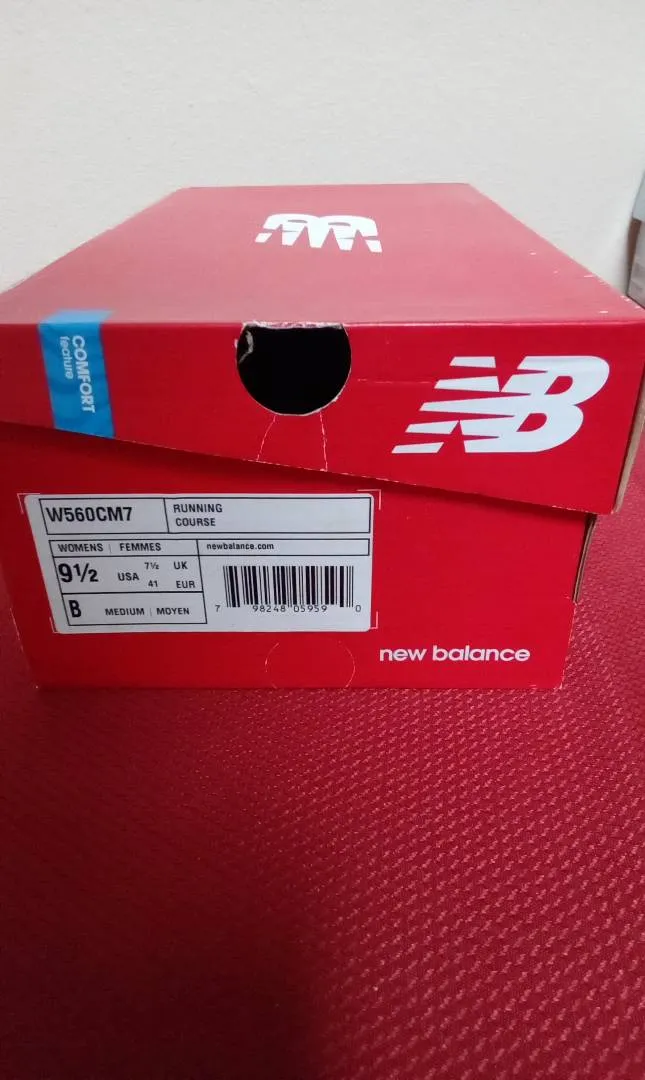 COMFORT
feature
NB
W560CM7
RUNNING
COURSE
WOMENS | FEMMES
newbalance.com
9½ USA 7½ UK
41 EUR
B MEDIUM | MOYEN
7 98248 05959 0
new balance